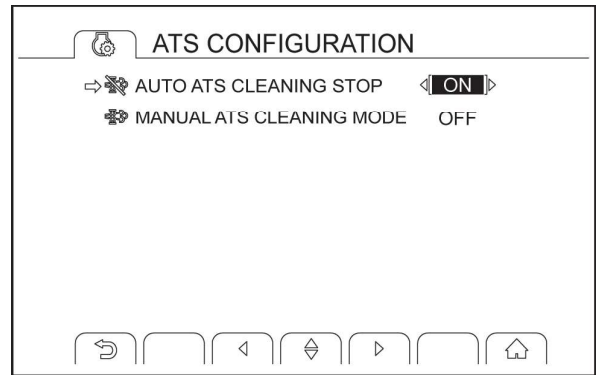 ATS CONFIGURATION
AUTO ATS CLEANING STOP ON
MANUAL ATS CLEANING MODE OFF